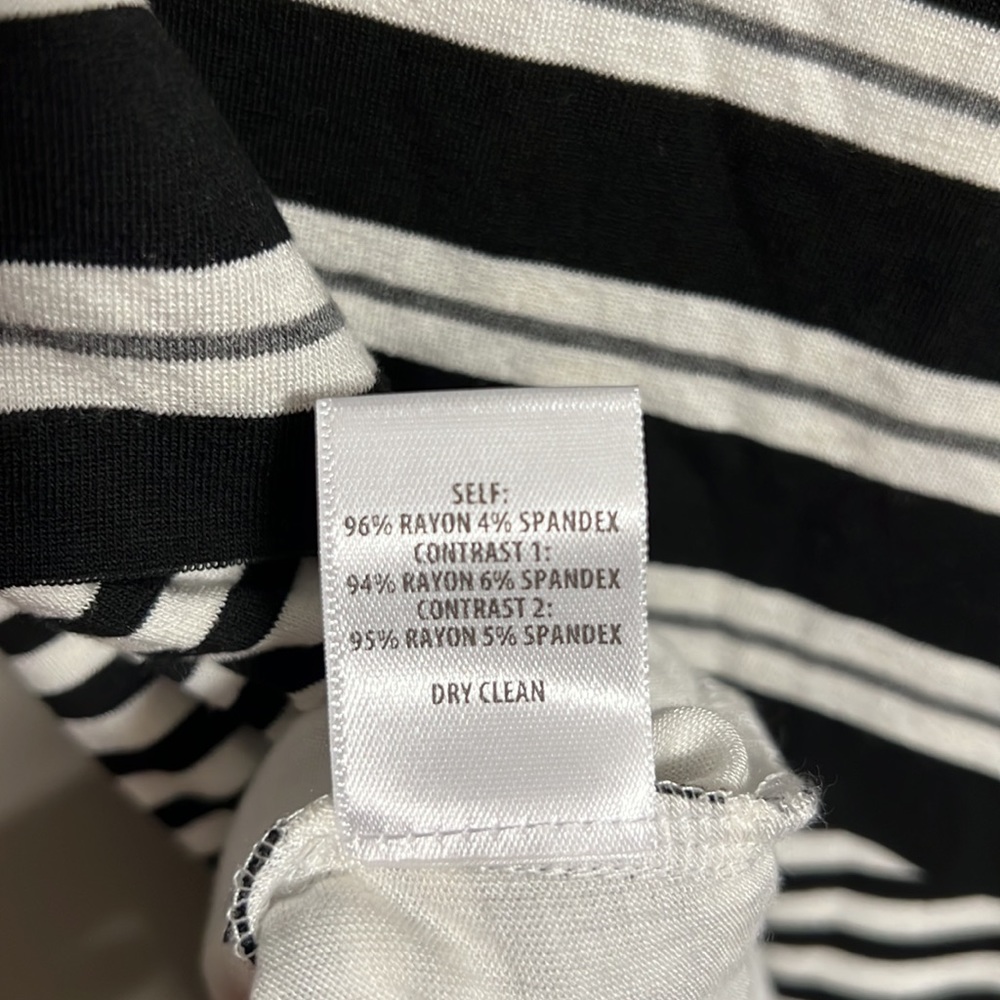 SELF:
96% RAYON 4% SPANDEX
CONTRAST 1:
94% RAYON 6% SPANDEX
CONTRAST 2:
95% RAYON 5% SPANDEX
DRY CLEAN